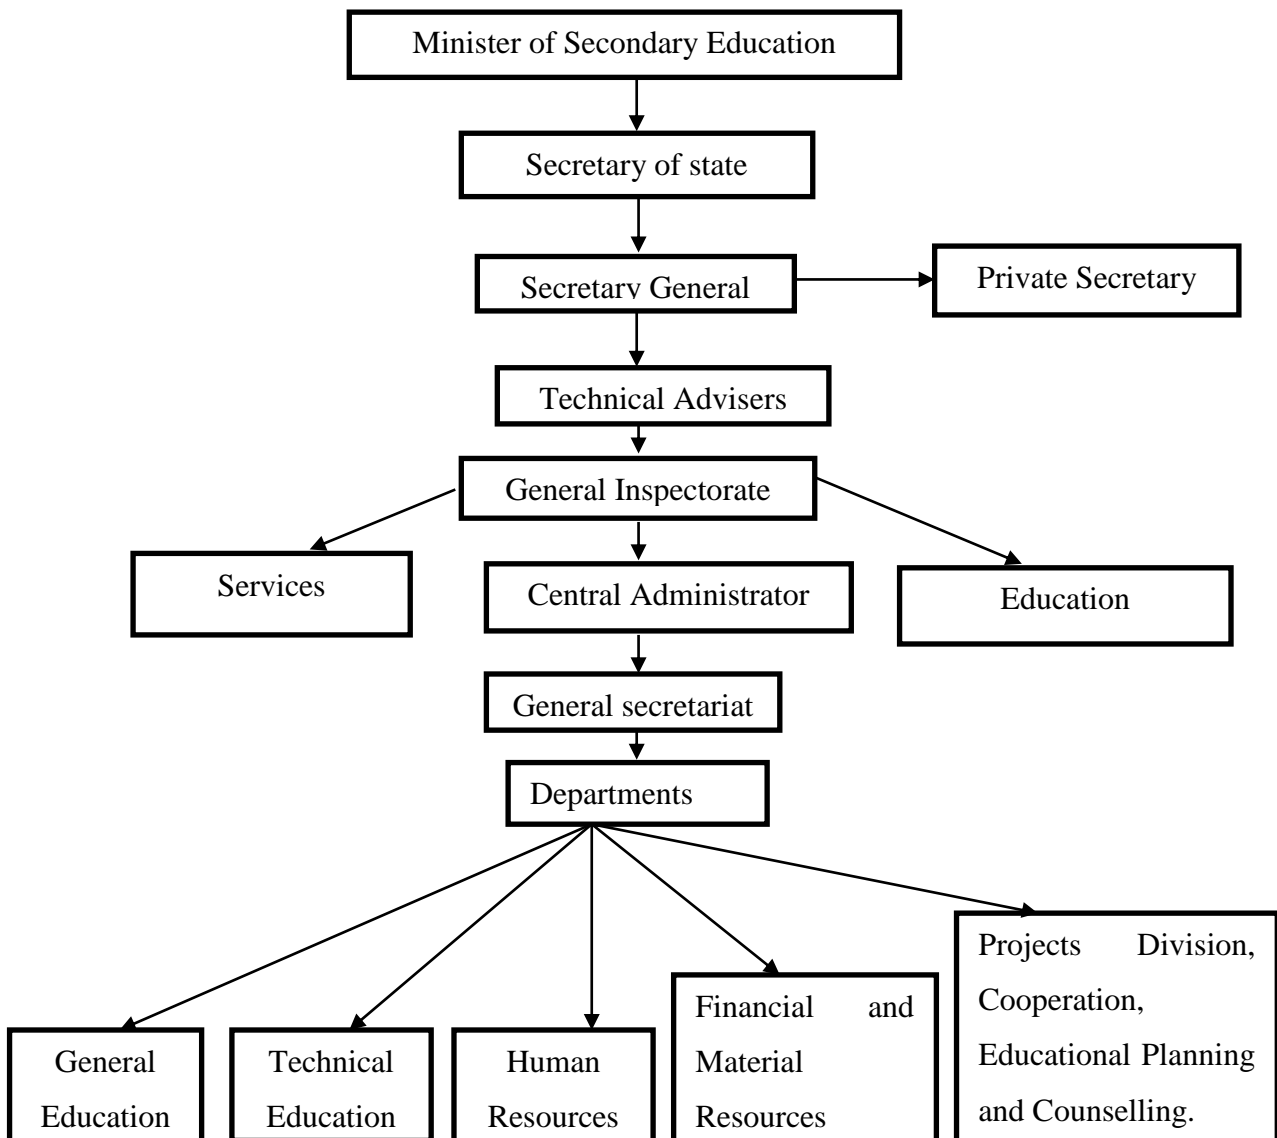 Minister of Secondary Education
Secretary of state
Secretary General
Private Secretary
Technical Advisers
General Inspectorate
Services
Central Administrator
Education
General secretariat
Departments
General
Education
Technical
Education
Human
Resources
Financial and
Material
Resources
Projects Division,
Cooperation,
Educational Planning
and Counselling.